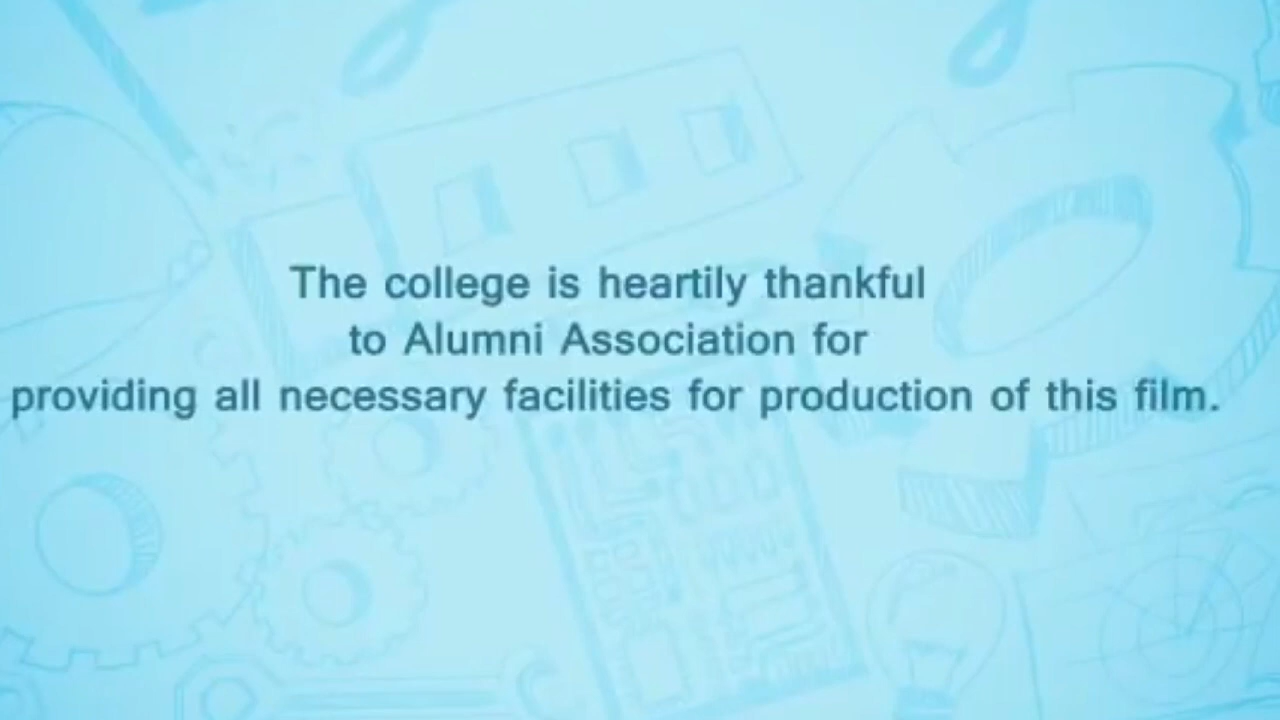 The college is heartily thankful
to Alumni Association for
providing all necessary facilities for production of this film.